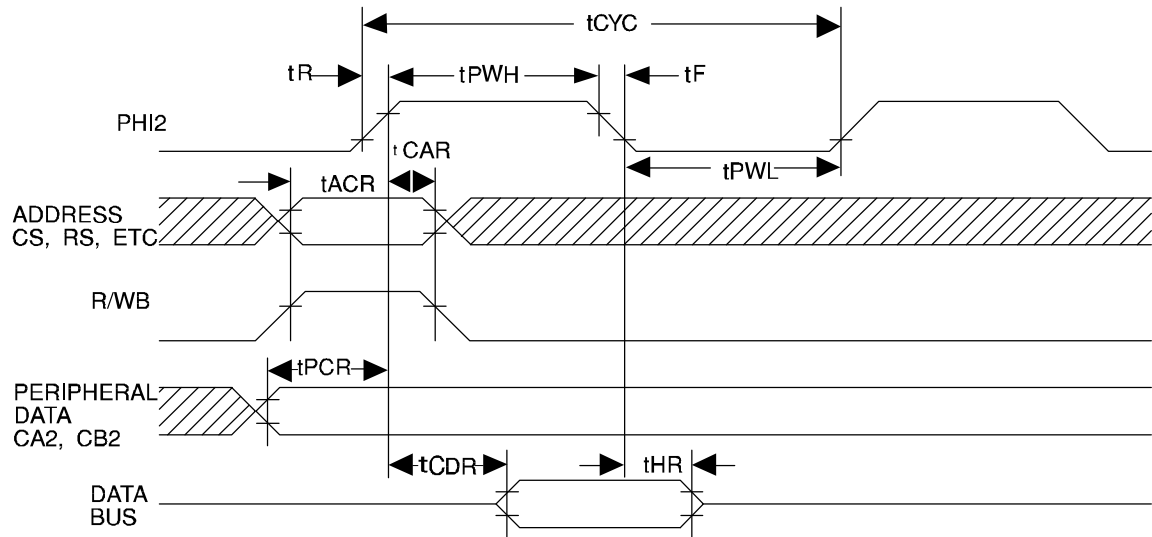 tCYC
tR
tPWH
tF
PHI2
tCAR
tACR
tPWL
ADDRESS
CS, RS, ETC
R/WB
tPCR
PERIPHERAL
DATA
CA2, CB2
tCDR
tHR
DATA
BUS